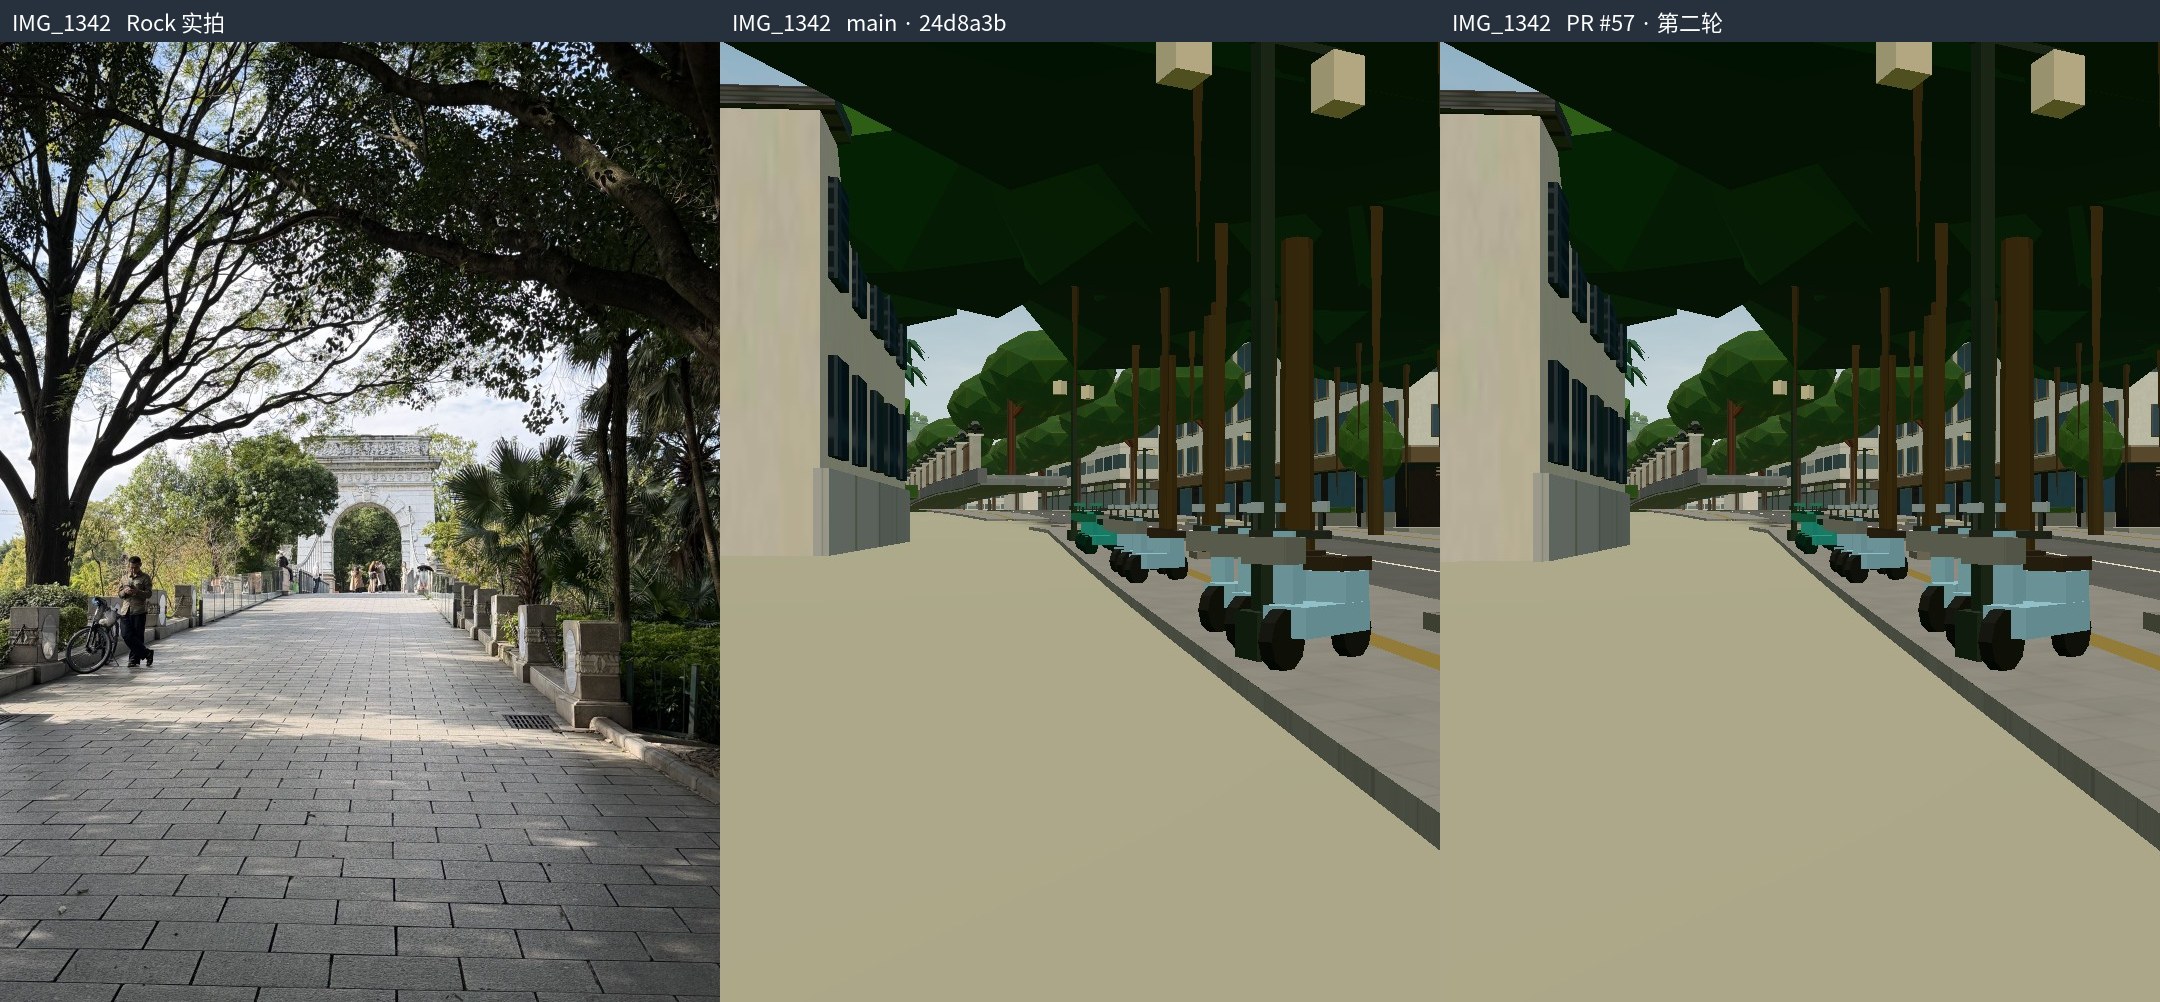 IMG_1342 Rock 实拍
IMG_1342 main · 24d8a3b
IMG_1342 PR #57 · 第二轮